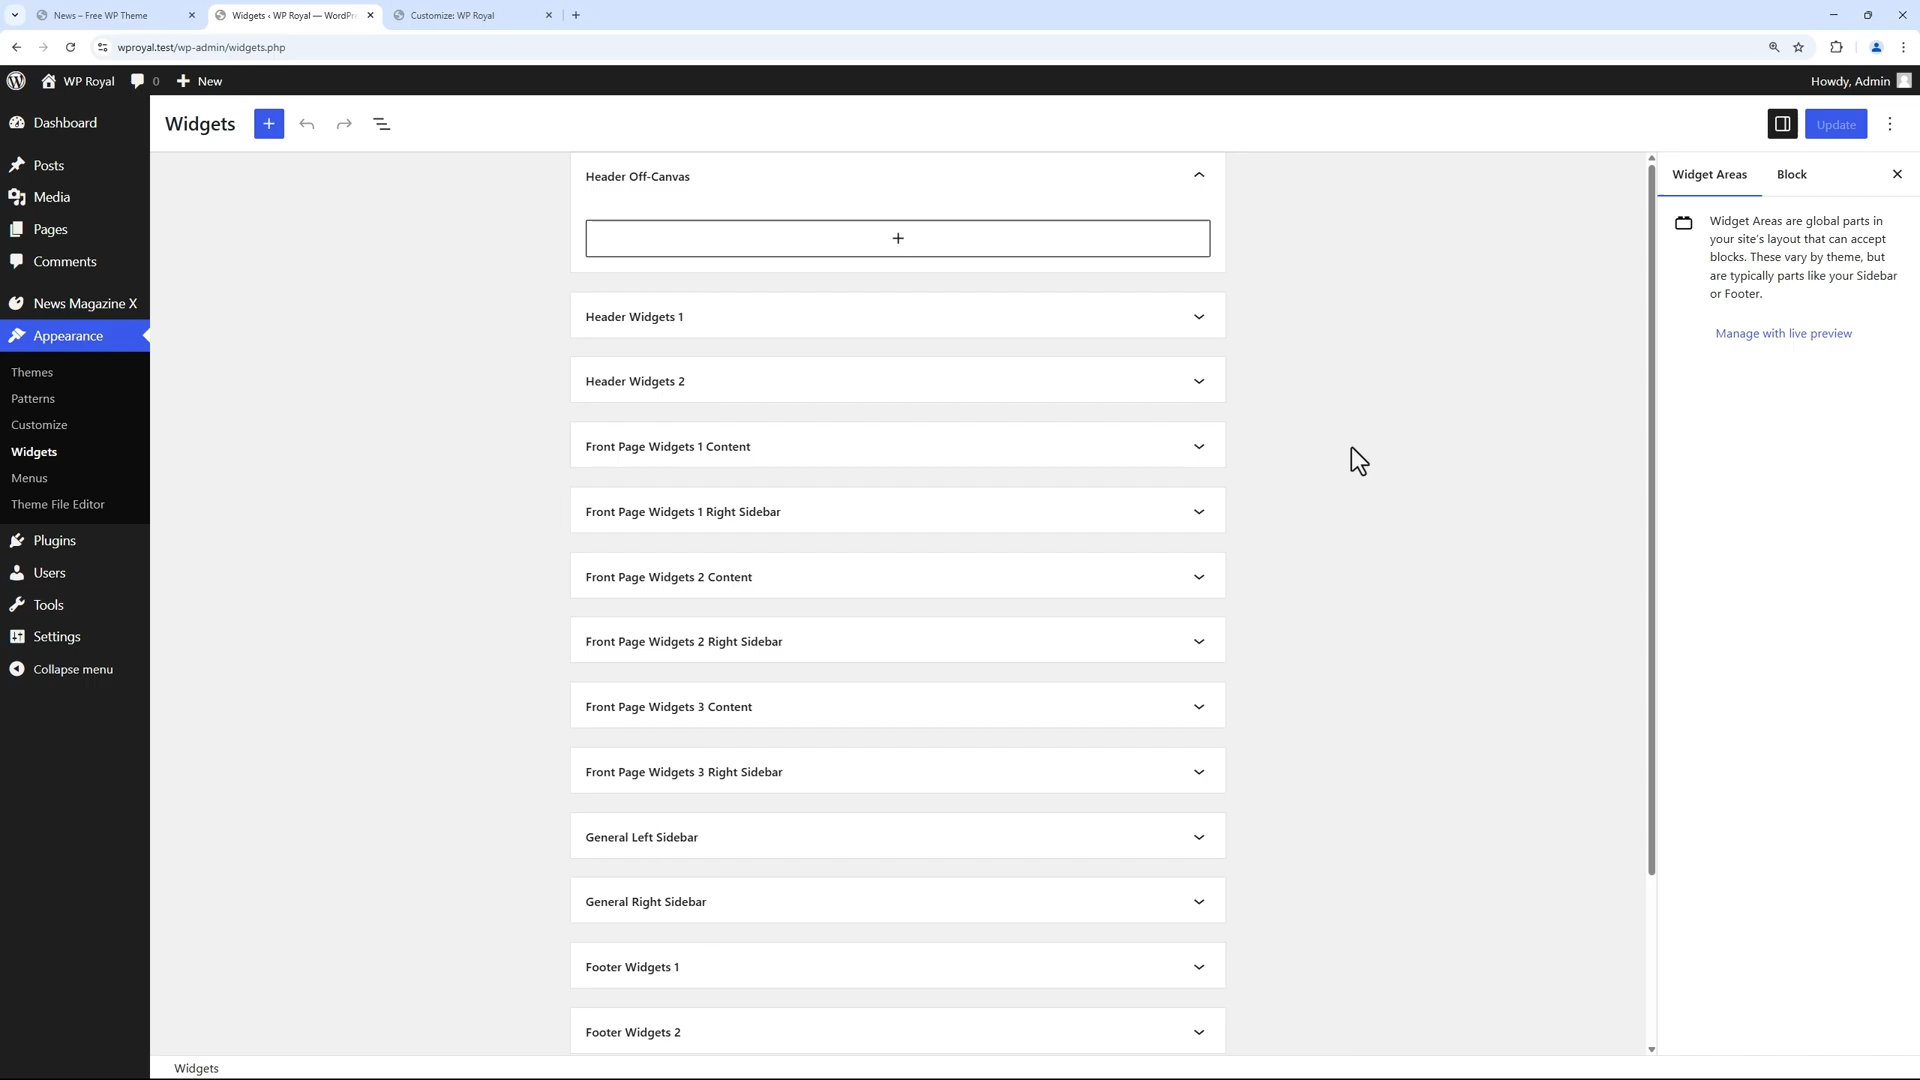 News – Free WP Theme
Widgets ‹ WP Royal — WordPr
Customize: WP Royal
wproyal.test/wp-admin/widgets.php
WP Royal
0
New
Howdy, Admin
Dashboard
Posts
Media
Pages
Comments
News Magazine X
Appearance
Themes
Patterns
Customize
Widgets
Menus
Theme File Editor
Plugins
Users
Tools
Settings
Collapse menu
Widgets
Update
Header Off-Canvas
Header Widgets 1
Header Widgets 2
Front Page Widgets 1 Content
Front Page Widgets 1 Right Sidebar
Front Page Widgets 2 Content
Front Page Widgets 2 Right Sidebar
Front Page Widgets 3 Content
Front Page Widgets 3 Right Sidebar
General Left Sidebar
General Right Sidebar
Footer Widgets 1
Footer Widgets 2
Widget Areas
Block
Widget Areas are global parts in
your site's layout that can accept
blocks. These vary by theme, but
are typically parts like your Sidebar
or Footer.
Manage with live preview
Widgets